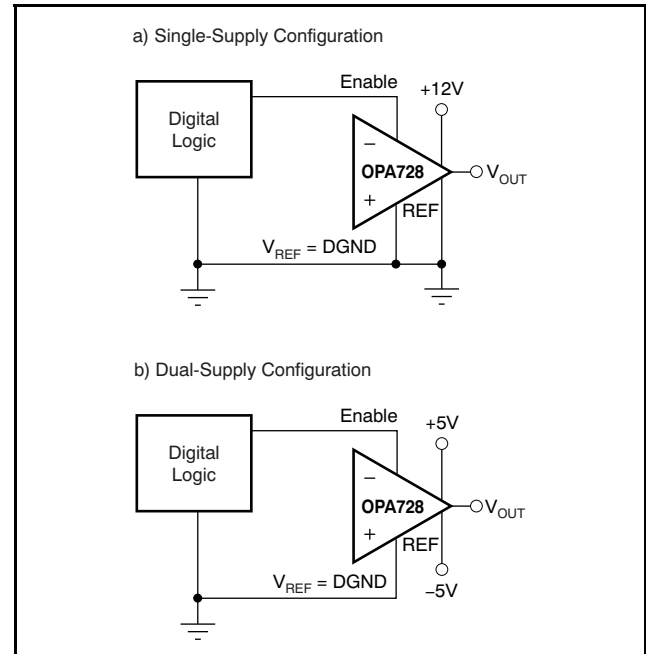 a) Single-Supply Configuration
Enable
+12V
Digital
Logic
−
OPA728
+
V_OUT
REF
V_REF = DGND
b) Dual-Supply Configuration
Enable
+5V
Digital
Logic
−
OPA728
+
V_OUT
REF
V_REF = DGND
−5V